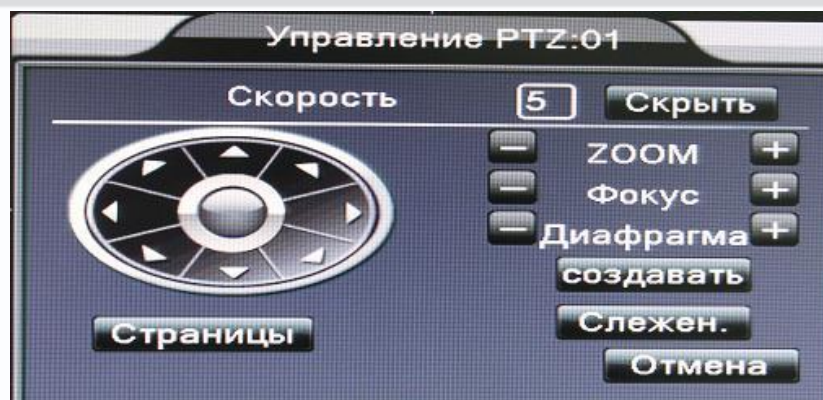 Управление PTZ:01
Скорость 5 Скрыть
ZOOM
Фокус
Диафрагма
создавать
Слежен.
Страницы
Отмена